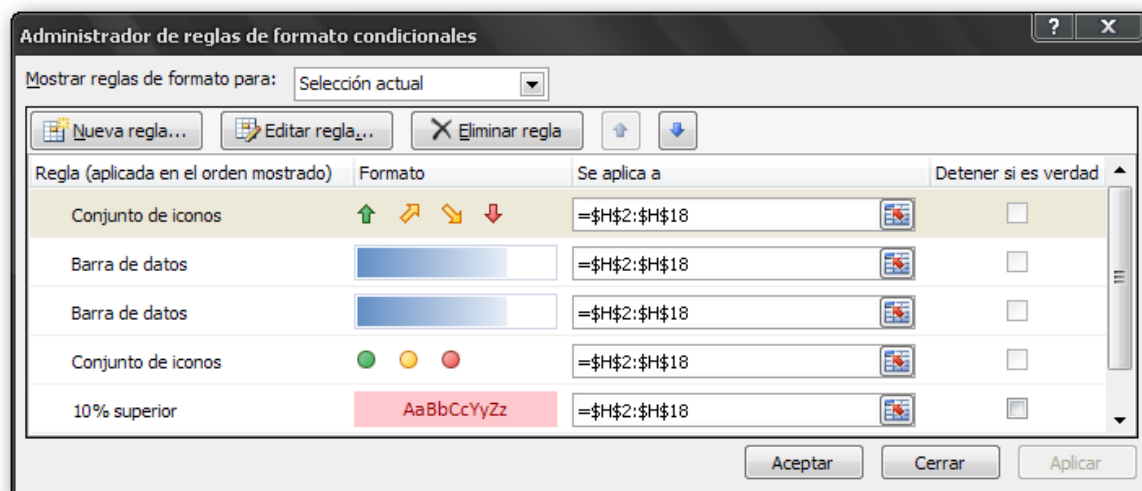 Administrador de reglas de formato condicionales
Mostrar reglas de formato para: Selección actual
Nueva regla... Editar regla... Eliminar regla
Regla (aplicada en el orden mostrado) Formato Se aplica a Detener si es verdad
Conjunto de iconos =$H$2:$H$18
Barra de datos =$H$2:$H$18
Barra de datos =$H$2:$H$18
Conjunto de iconos =$H$2:$H$18
10% superior AaBbCcYyZz =$H$2:$H$18
Aceptar Cerrar Aplicar